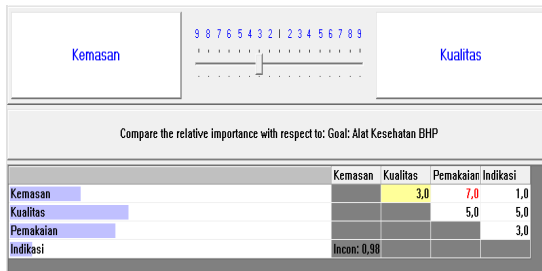 9 8 7 6 5 4 3 2 1 2 3 4 5 6 7 8 9
Kemasan Kualitas
Compare the relative importance with respect to: Goal: Alat Kesehatan BHP
Kemasan Kualitas Pemakaian Indikasi
Kemasan 3,0 7,0 1,0
Kualitas 5,0 5,0
Pemakaian 3,0
Indikasi Incon: 0,98